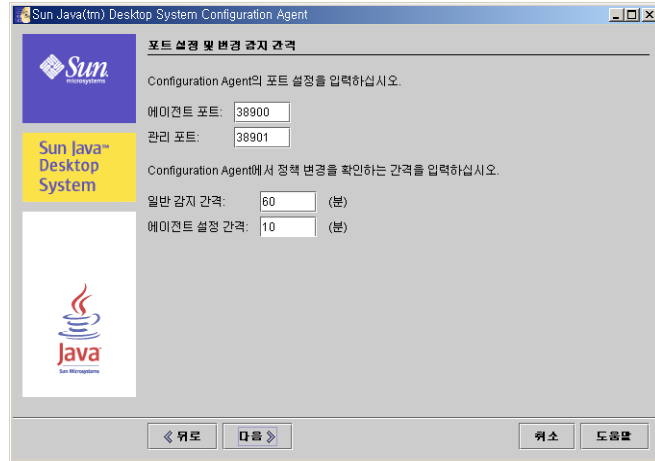 Sun Java(tm) Desktop System Configuration Agent
Sun
microsystems
Sun Java™
Desktop
System
Java
Sun Microsystems
포트 설정 및 변경 감지 간격
Configuration Agent의 포트 설정을 입력하십시오.
에이전트 포트: 38900
관리 포트: 38901
Configuration Agent에서 정책 변경을 확인하는 간격을 입력하십시오.
일반 감지 간격: 60 (분)
에이전트 설정 간격: 10 (분)
뒤로 다음 취소 도움말